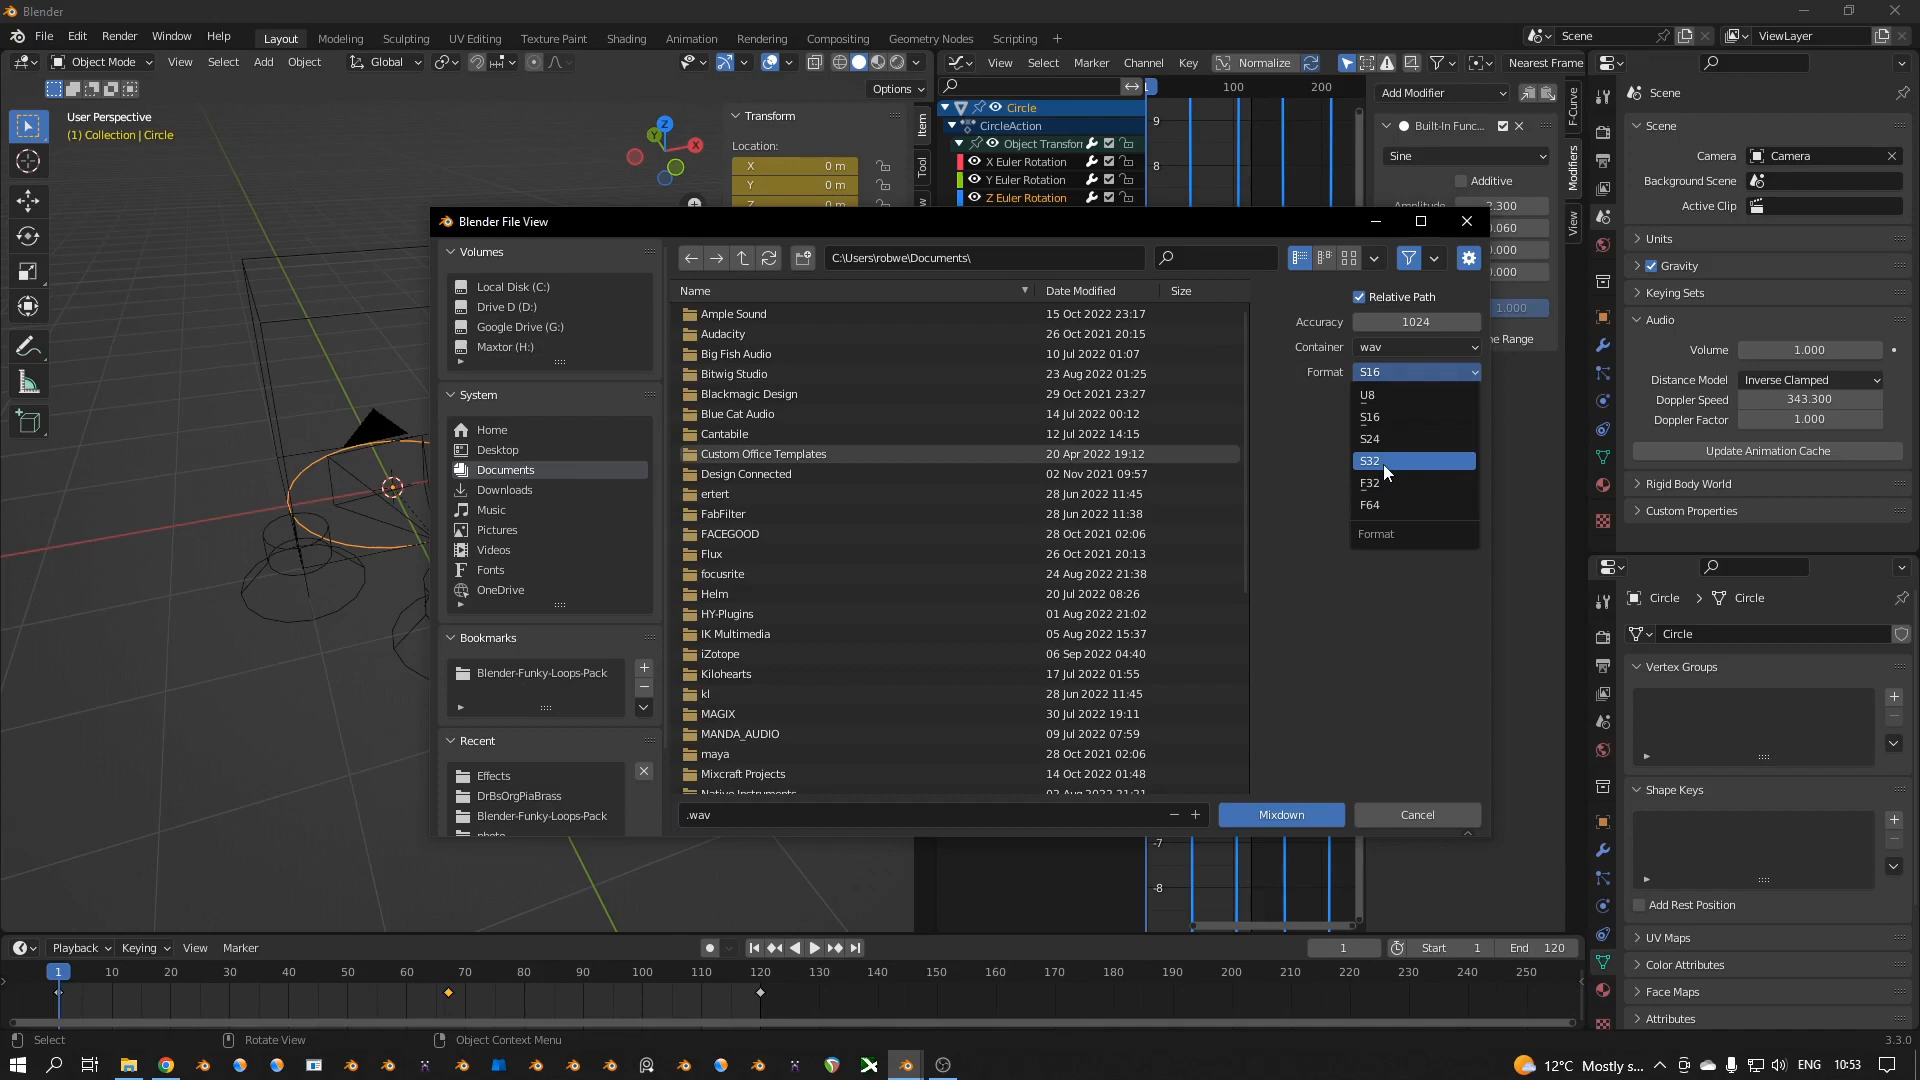 Blender
File Edit Render Window Help Layout Modeling Sculpting UV Editing Texture Paint Shading Animation Rendering Compositing Geometry Nodes Scripting + Scene ViewLayer
Object Mode View Select Add Object Global View Select Marker Channel Key Normalize Nearest Frame
Options
1 100 200
User Perspective
(1) Collection | Circle
Z
Y
X
Item
Tool
Transform
Location:
X 0 m
Y 0 m
Z 0 m
Circle
CircleAction
Object Transfor
X Euler Rotation
Y Euler Rotation
Z Euler Rotation
9
8
-7
-8
Add Modifier
Built-In Func...
Sine
Additive
Amplitude 2.300
.060
0.000
0.000
1.000
ne Range
F-Curve
Modifiers
View
Blender File View
Volumes
Local Disk (C:)
Drive D (D:)
Google Drive (G:)
Maxtor (H:)
System
Home
Desktop
Documents
Downloads
Music
Pictures
Videos
Fonts
OneDrive
Bookmarks
Blender-Funky-Loops-Pack
Recent
Effects
DrBsOrgPiaBrass
Blender-Funky-Loops-Pack
photo
C:\Users\robwe\Documents\
Name Date Modified Size
Ample Sound 15 Oct 2022 23:17
Audacity 26 Oct 2021 20:15
Big Fish Audio 10 Jul 2022 01:07
Bitwig Studio 23 Aug 2022 01:25
Blackmagic Design 29 Oct 2021 23:27
Blue Cat Audio 14 Jul 2022 00:12
Cantabile 12 Jul 2022 14:15
Custom Office Templates 20 Apr 2022 19:12
Design Connected 02 Nov 2021 09:57
ertert 28 Jun 2022 11:45
FabFilter 28 Jun 2022 11:38
FACEGOOD 28 Oct 2021 02:06
Flux 26 Oct 2021 20:13
focusrite 24 Aug 2022 21:38
Helm 20 Jul 2022 08:26
HY-Plugins 01 Aug 2022 21:02
IK Multimedia 05 Aug 2022 15:37
iZotope 06 Sep 2022 04:40
Kilohearts 17 Jul 2022 01:55
kl 28 Jun 2022 11:45
MAGIX 30 Jul 2022 19:11
MANDA_AUDIO 09 Jul 2022 07:59
maya 28 Oct 2021 02:06
Mixcraft Projects 14 Oct 2022 01:48
Native Instruments 02 Aug 2022 21:21
.wav
Mixdown Cancel
Relative Path
Accuracy 1024
Container wav
Format S16
U8
S16
S24
S32
F32
F64
Format
Scene
Scene
Camera Camera
Background Scene
Active Clip
Units
Gravity
Keying Sets
Audio
Volume 1.000
Distance Model Inverse Clamped
Doppler Speed 343.300
Doppler Factor 1.000
Update Animation Cache
Rigid Body World
Custom Properties
Circle > Circle
Circle
Vertex Groups
Shape Keys
Add Rest Position
UV Maps
Color Attributes
Face Maps
Attributes
Playback Keying View Marker 1 Start 1 End 120
1 10 20 30 40 50 60 70 80 90 100 110 120 130 140 150 160 170 180 190 200 210 220 230 240 250
Select Rotate View Object Context Menu 3.3.0
12°C Mostly s... ENG 10:53